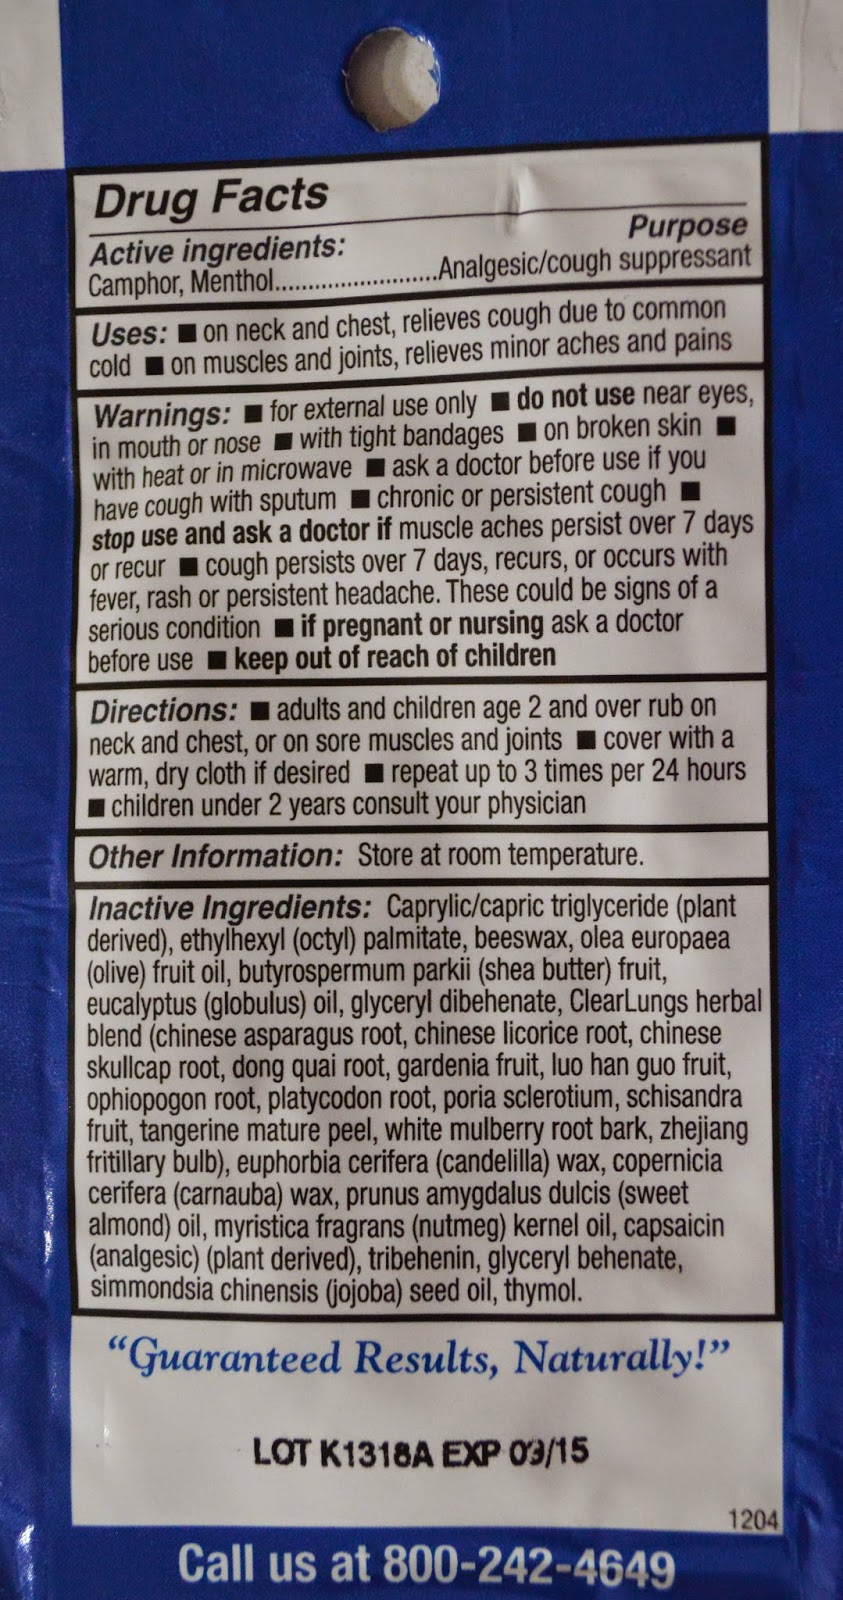 Drug Facts
Active ingredients: Purpose
Camphor, Menthol........................Analgesic/cough suppressant
Uses: ■ on neck and chest, relieves cough due to common
cold ■ on muscles and joints, relieves minor aches and pains
Warnings: ■ for external use only ■ do not use near eyes,
in mouth or nose ■ with tight bandages ■ on broken skin ■
with heat or in microwave ■ ask a doctor before use if you
have cough with sputum ■ chronic or persistent cough ■
stop use and ask a doctor if muscle aches persist over 7 days
or recur ■ cough persists over 7 days, recurs, or occurs with
fever, rash or persistent headache. These could be signs of a
serious condition ■ if pregnant or nursing ask a doctor
before use ■ keep out of reach of children
Directions: ■ adults and children age 2 and over rub on
neck and chest, or on sore muscles and joints ■ cover with a
warm, dry cloth if desired ■ repeat up to 3 times per 24 hours
■ children under 2 years consult your physician
Other Information: Store at room temperature.
Inactive Ingredients: Caprylic/capric triglyceride (plant
derived), ethylhexyl (octyl) palmitate, beeswax, olea europaea
(olive) fruit oil, butyrospermum parkii (shea butter) fruit,
eucalyptus (globulus) oil, glyceryl dibehenate, ClearLungs herbal
blend (chinese asparagus root, chinese licorice root, chinese
skullcap root, dong quai root, gardenia fruit, luo han guo fruit,
ophiopogon root, platycodon root, poria sclerotium, schisandra
fruit, tangerine mature peel, white mulberry root bark, zhejiang
fritillary bulb), euphorbia cerifera (candelilla) wax, copernicia
cerifera (carnauba) wax, prunus amygdalus dulcis (sweet
almond) oil, myristica fragrans (nutmeg) kernel oil, capsaicin
(analgesic) (plant derived), tribehenin, glyceryl behenate,
simmondsia chinensis (jojoba) seed oil, thymol.
“Guaranteed Results, Naturally!”
LOT K1318A EXP 09/15
1204
Call us at 800-242-4649